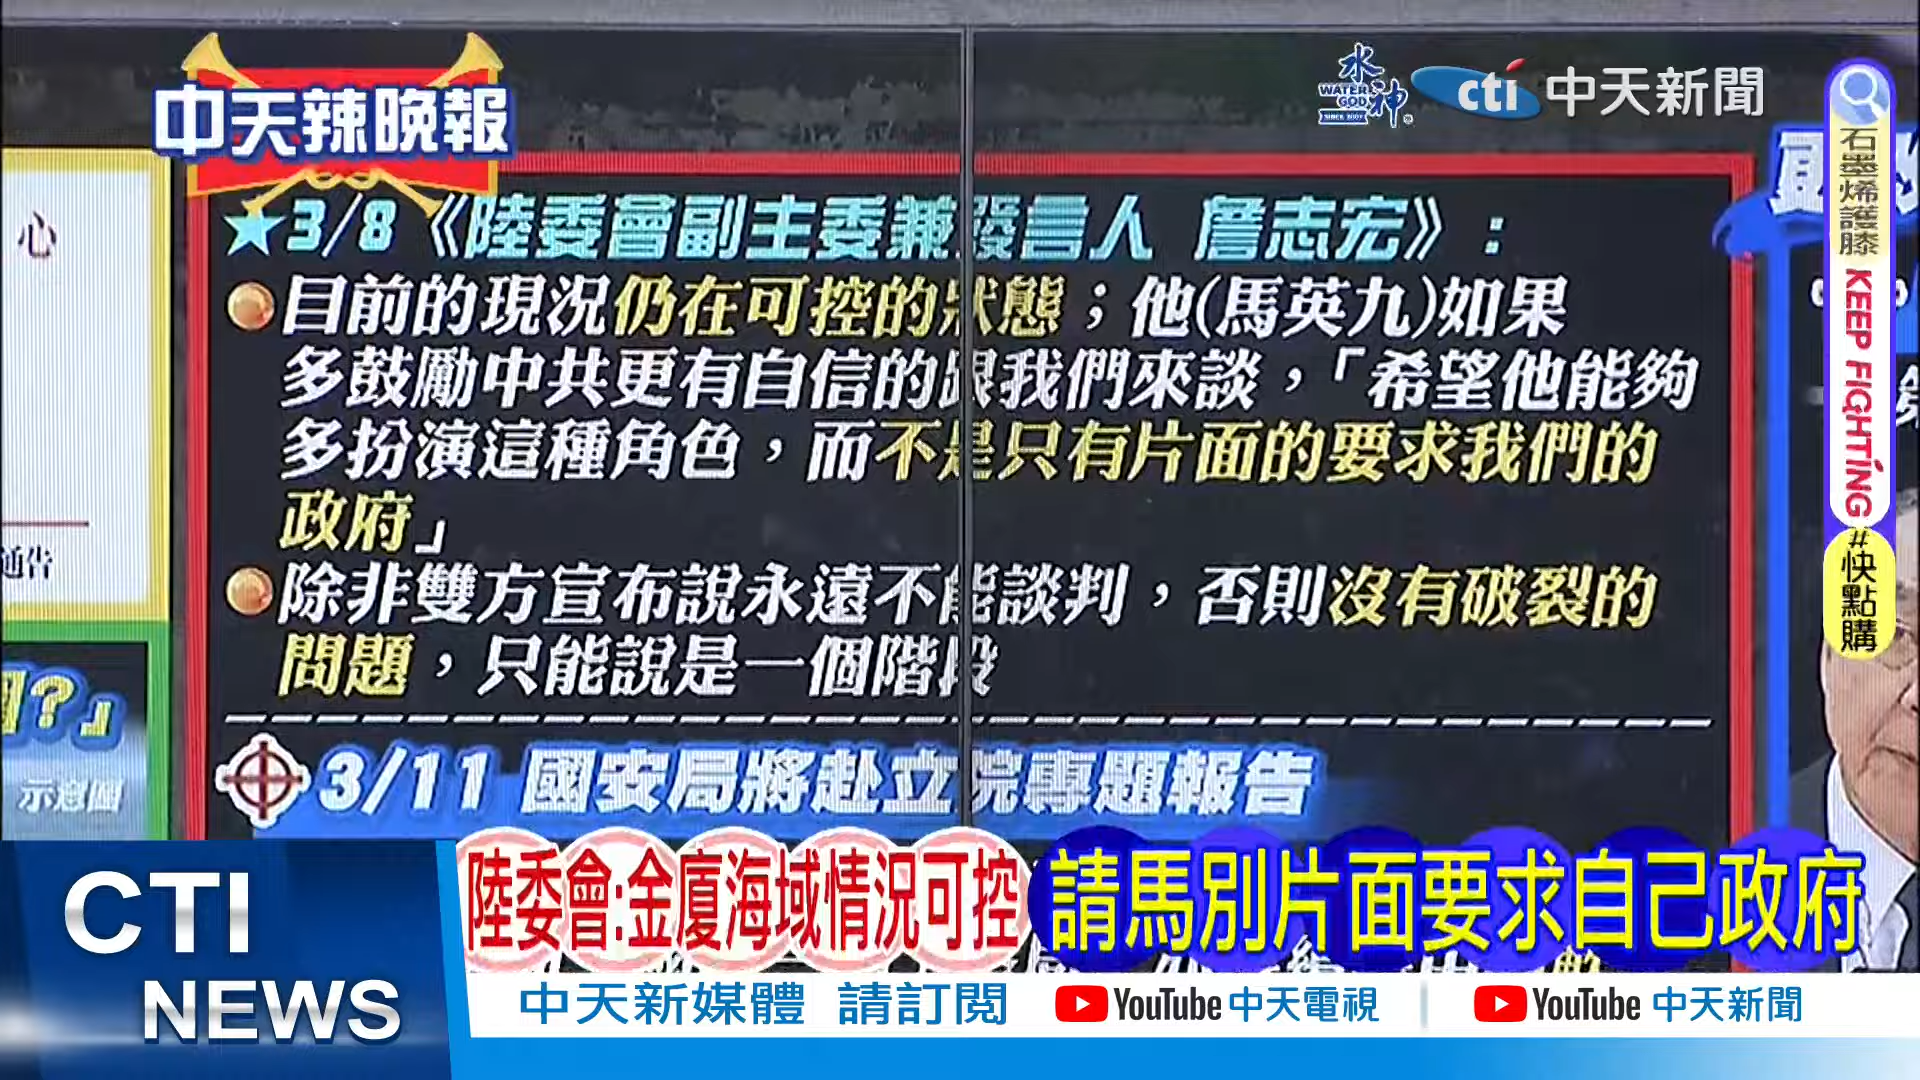 中天辣晚報
水神
WATER GOD
SINCE 2007
cti 中天新聞
石墨烯護膝
KEEP FIGHTING
#快點購
心
通告
?」
示意圖
★3/8《陸委會副主委兼發言人 詹志宏》:
目前的現況仍在可控的狀態;他(馬英九)如果
多鼓勵中共更有自信的跟我們來談,「希望他能夠
多扮演這種角色,而不是只有片面的要求我們的
政府」
除非雙方宣布說永遠不能談判,否則沒有破裂的
問題,只能說是一個階段
3/11 國安局將赴立院專題報告
陸委會:金廈海域情況可控 請馬別片面要求自己政府
CTI NEWS
中天新媒體 請訂閱 YouTube 中天電視 YouTube 中天新聞